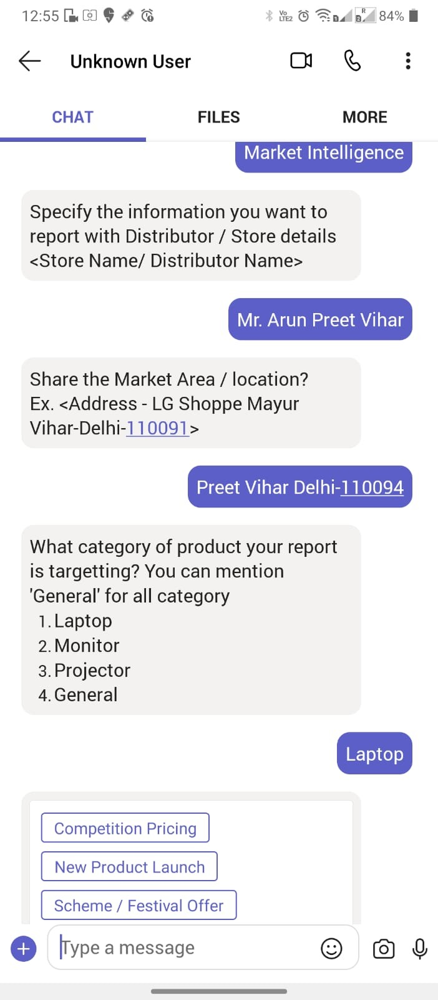 12:55
Vo
LTE2
1
R
2
84%
Unknown User
CHAT
FILES
MORE
Market Intelligence
Specify the information you want to
report with Distributor / Store details
<Store Name/ Distributor Name>
Mr. Arun Preet Vihar
Share the Market Area / location?
Ex. <Address - LG Shoppe Mayur
Vihar-Delhi-110091>
Preet Vihar Delhi-110094
What category of product your report
is targetting? You can mention
'General' for all category
1. Laptop
2. Monitor
3. Projector
4. General
Laptop
Competition Pricing
New Product Launch
Scheme / Festival Offer
Type a message